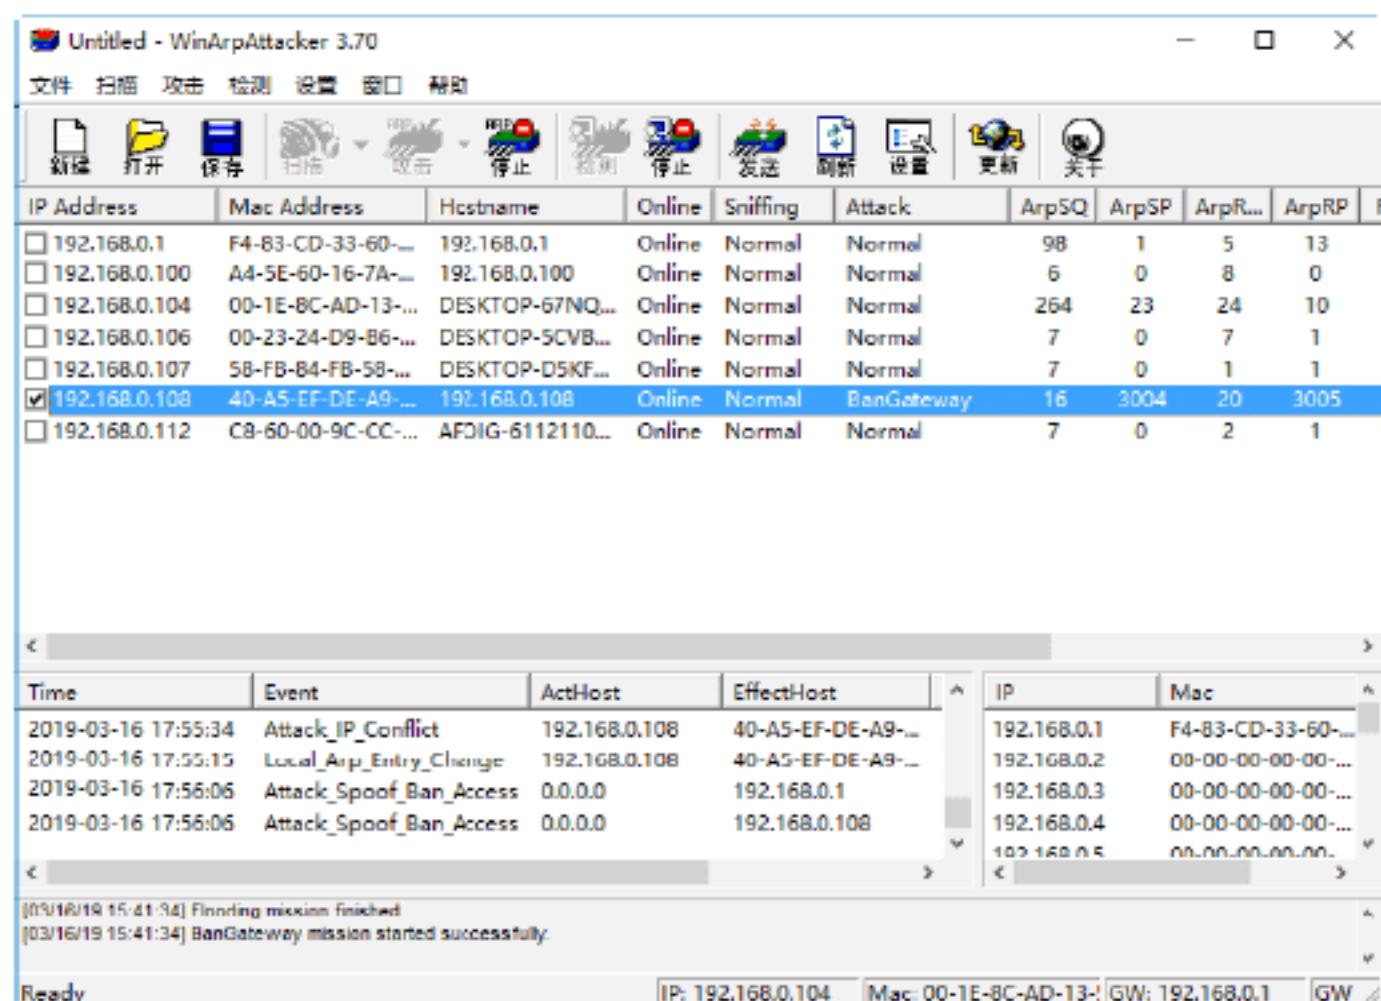 Untitled - WinArpAttacker 3.70
文件 扫描 攻击 检测 设置 窗口 帮助
新建 打开 保存 扫描 攻击 停止 检测 停止 发送 刷新 设置 更新 关于
IP Address Mac Address Hostname Online Sniffing Attack ArpSQ ArpSP ArpR... ArpRP
192.168.0.1 F4-83-CD-33-60-... 192.168.0.1 Online Normal Normal 98 1 5 13
192.168.0.100 A4-5E-60-16-7A-... 192.168.0.100 Online Normal Normal 6 0 8 0
192.168.0.104 00-1E-8C-AD-13-... DESKTOP-67NQ... Online Normal Normal 264 23 24 10
192.168.0.106 00-23-24-D9-B6-... DESKTOP-5CVB... Online Normal Normal 7 0 7 1
192.168.0.107 58-FB-84-FB-58-... DESKTOP-D5KF... Online Normal Normal 7 0 1 1
192.168.0.108 40-A5-EF-DE-A9-... 192.168.0.108 Online Normal BanGateway 16 3004 20 3005
192.168.0.112 C8-60-00-9C-CC-... AFDIG-6112110... Online Normal Normal 7 0 2 1
Time Event ActHost EffectHost IP Mac
2019-03-16 17:55:34 Attack_IP_Conflict 192.168.0.108 40-A5-EF-DE-A9-... 192.168.0.1 F4-83-CD-33-60-...
2019-03-16 17:55:15 Local_Arp_Entry_Change 192.168.0.108 40-A5-EF-DE-A9-... 192.168.0.2 00-00-00-00-00-...
2019-03-16 17:56:06 Attack_Spoof_Ban_Access 0.0.0.0 192.168.0.1 192.168.0.3 00-00-00-00-00-...
2019-03-16 17:56:06 Attack_Spoof_Ban_Access 0.0.0.0 192.168.0.108 192.168.0.4 00-00-00-00-00-...
192.168.0.5 00-00-00-00-00-
[03/16/19 15:41:34] Flooding mission finished
[03/16/19 15:41:34] BanGateway mission started successfully.
Ready IP: 192.168.0.104 Mac: 00-1E-8C-AD-13- GW: 192.168.0.1 GW